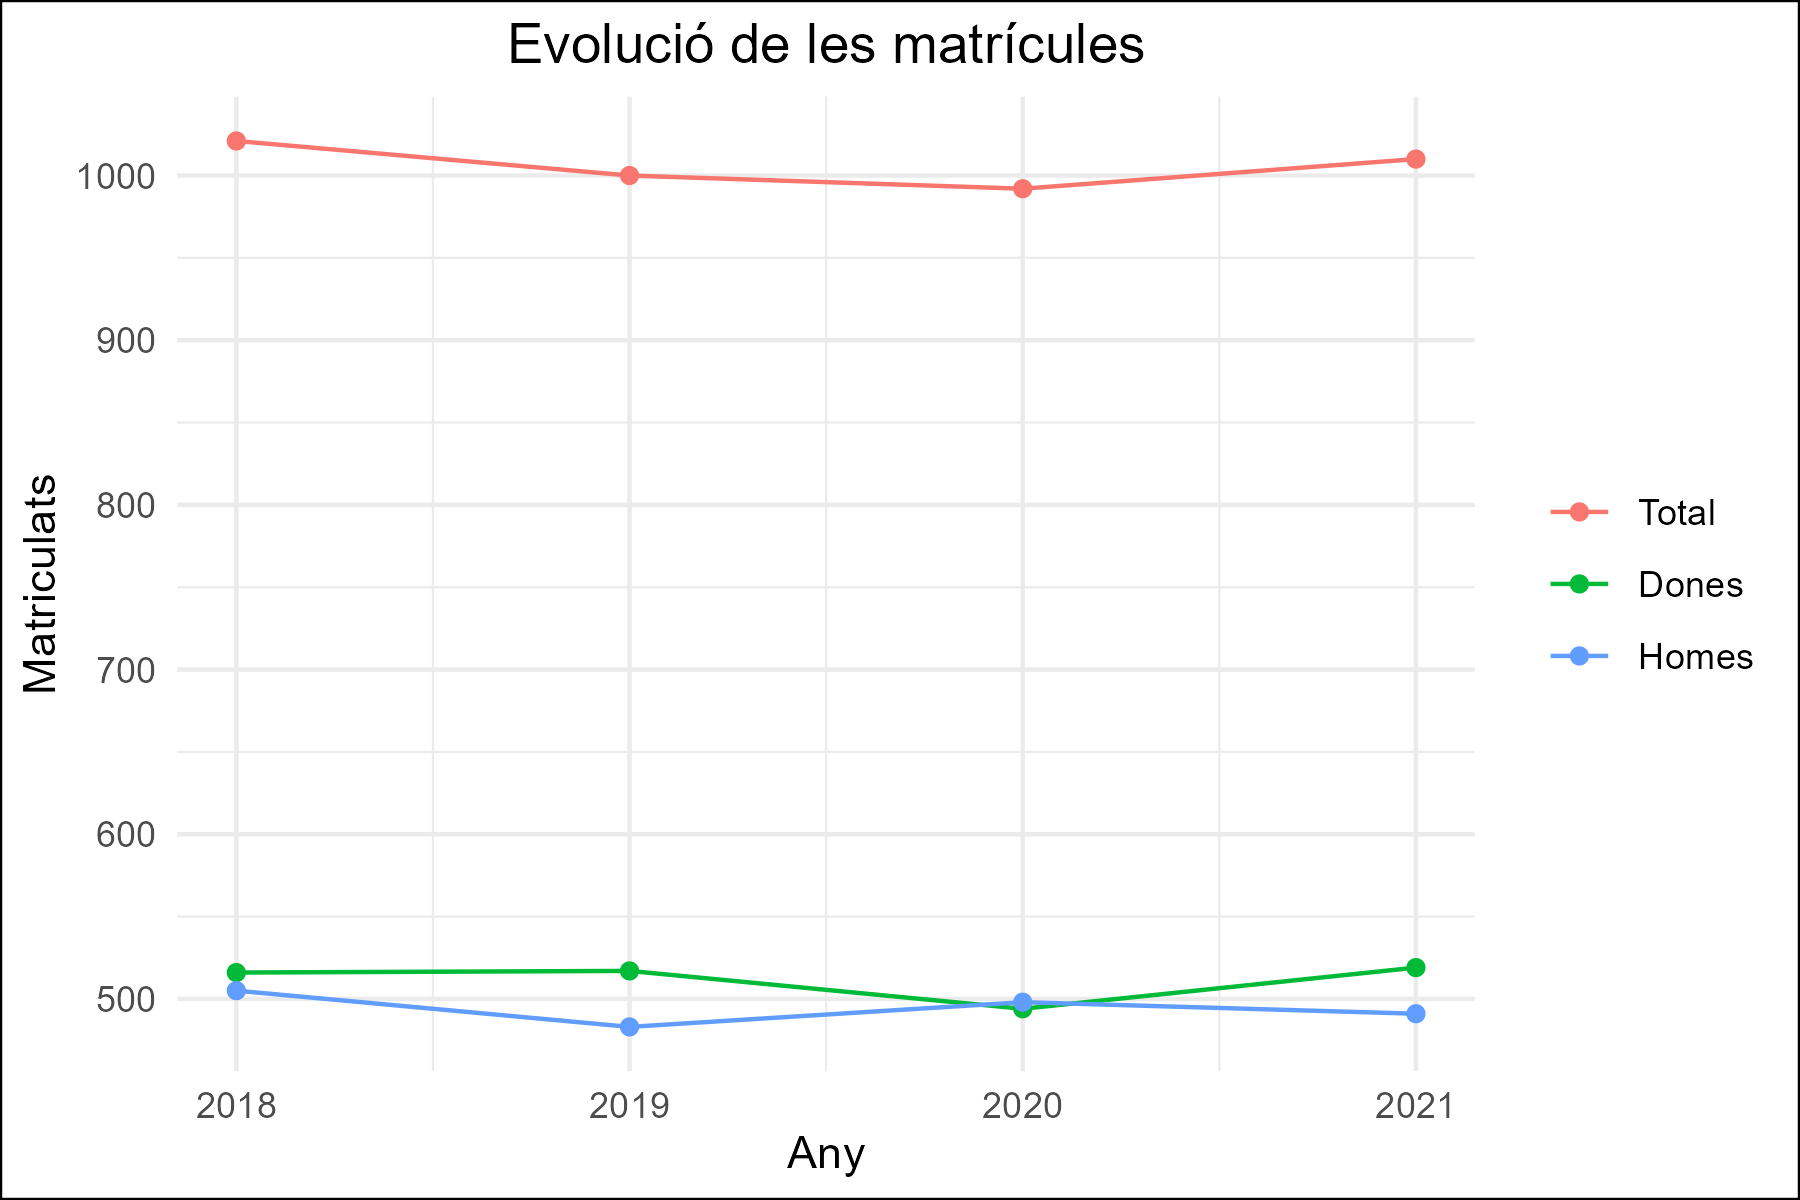 Evolució de les matrícules
Matriculats
1000
900
800
700
600
500
2018
2019
2020
2021
Any
Total
Dones
Homes